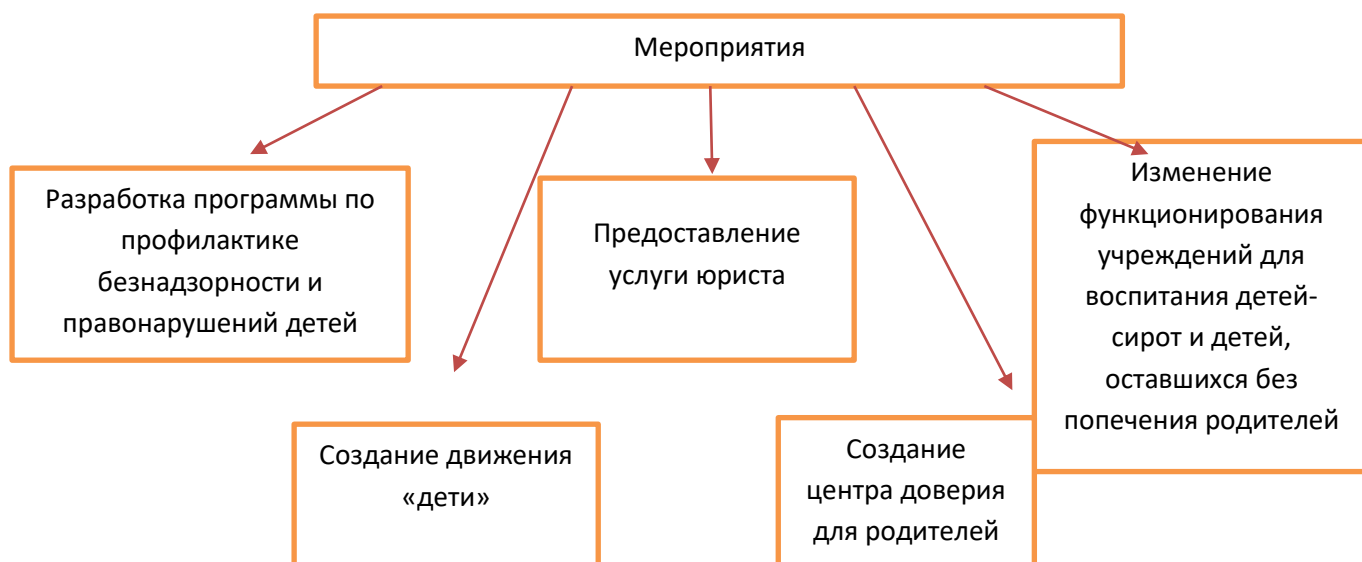 Мероприятия
Разработка программы по
профилактике
безнадзорности и
правонарушений детей
Предоставление
услуги юриста
Изменение
функционирования
учреждений для
воспитания детей-
сирот и детей,
оставшихся без
попечения родителей
Создание движения
«дети»
Создание
центра доверия
для родителей